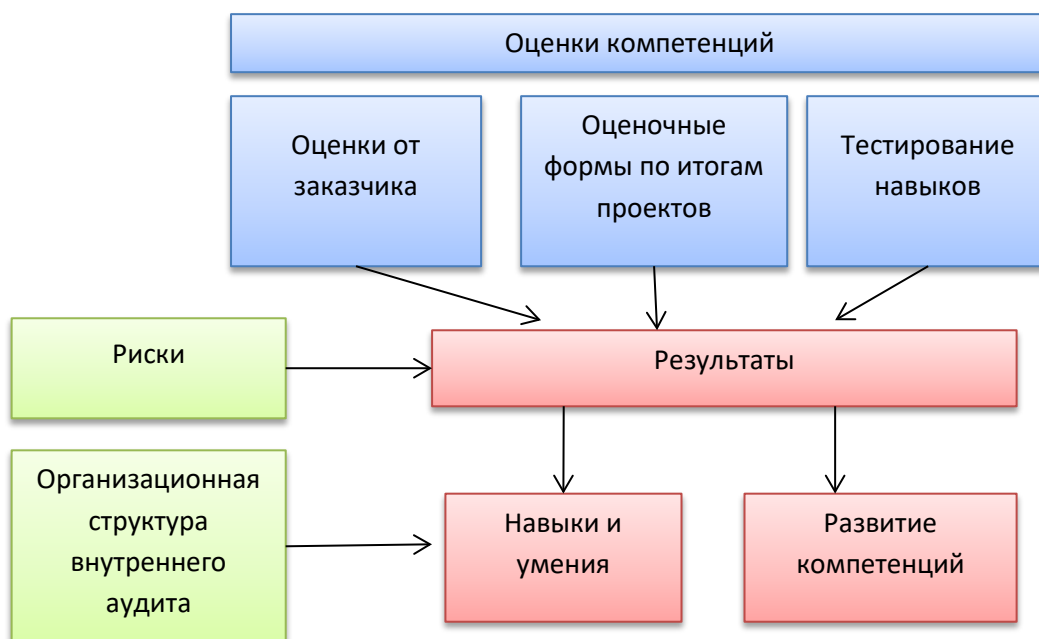 Оценки компетенций
Оценки от
заказчика
Оценочные
формы по итогам
проектов
Тестирование
навыков
Риски
Результаты
Организационная
структура
внутреннего
аудита
Навыки и
умения
Развитие
компетенций